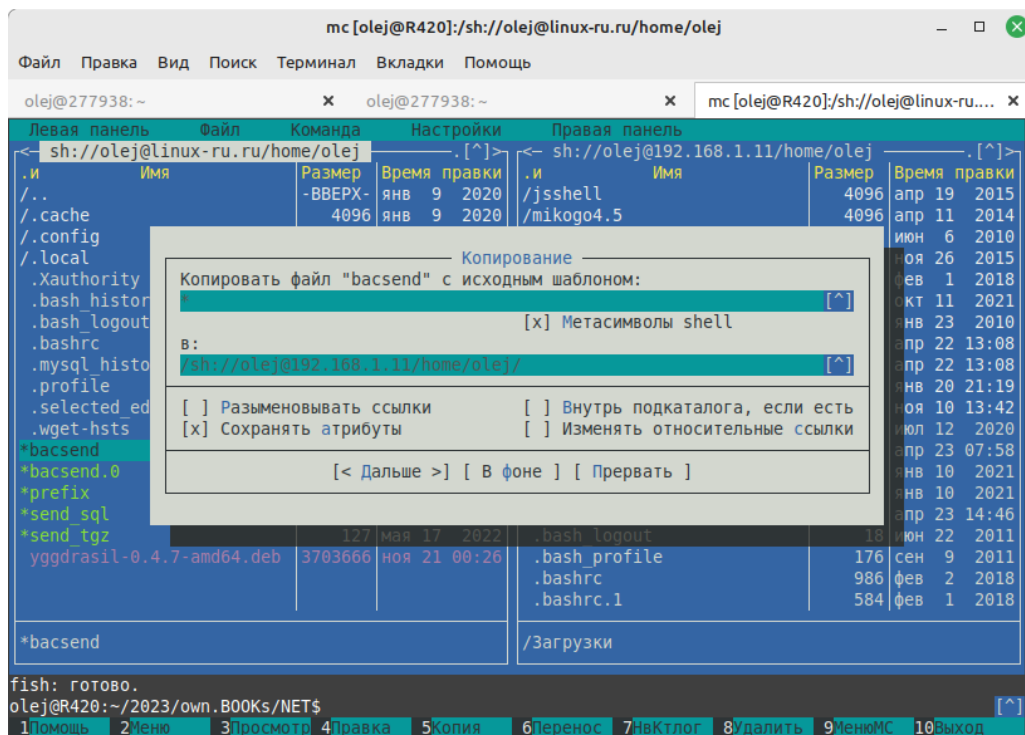 mc [olej@R420]:/sh://olej@linux-ru.ru/home/olej
Файл Правка Вид Поиск Терминал Вкладки Помощь
olej@277938: ~ × olej@277938: ~ × mc [olej@R420]:/sh://olej@linux-ru.… ×
Левая панель Файл Команда Настройки Правая панель
<— sh://olej@linux-ru.ru/home/olej .[^]> <— sh://olej@192.168.1.11/home/olej .[^]>
.и Имя Размер Время правки .и Имя Размер Время правки
/.. -ВВЕРХ- янв 9 2020 /jsshell 4096 апр 19 2015
/.cache 4096 янв 9 2020 /mikogo4.5 4096 апр 11 2014
/.config июн 6 2010
/.local Копирование ноя 26 2015
.Xauthority Копировать файл "bacsend" с исходным шаблоном: фев 1 2018
.bash_histor * [^] окт 11 2021
.bash_logout [x] Метасимволы shell янв 23 2010
.bashrc в: апр 22 13:08
.mysql_histo /sh://olej@192.168.1.11/home/olej/ [^] апр 22 13:08
.profile янв 20 21:19
.selected_ed [ ] Разыменовывать ссылки [ ] Внутрь подкаталога, если есть ноя 10 13:42
.wget-hsts [x] Сохранять атрибуты [ ] Изменять относительные ссылки июл 12 2020
*bacsend апр 23 07:58
*bacsend.0 [< Дальше >] [ В фоне ] [ Прервать ] янв 10 2021
*prefix янв 10 2021
*send_sql апр 23 14:46
*send_tgz 127 мая 17 2022 .bash_logout 18 июн 22 2011
yggdrasil-0.4.7-amd64.deb 3703666 ноя 21 00:26 .bash_profile 176 сен 9 2011
.bashrc 986 фев 2 2018
.bashrc.1 584 фев 1 2018
*bacsend /Загрузки
fish: готово.
olej@R420:~/2023/own.BOOKs/NET$ [^]
1Помощь 2Меню 3Просмотр 4Правка 5Копия 6Перенос 7НвКтлог 8Удалить 9МенюМС 10Выход